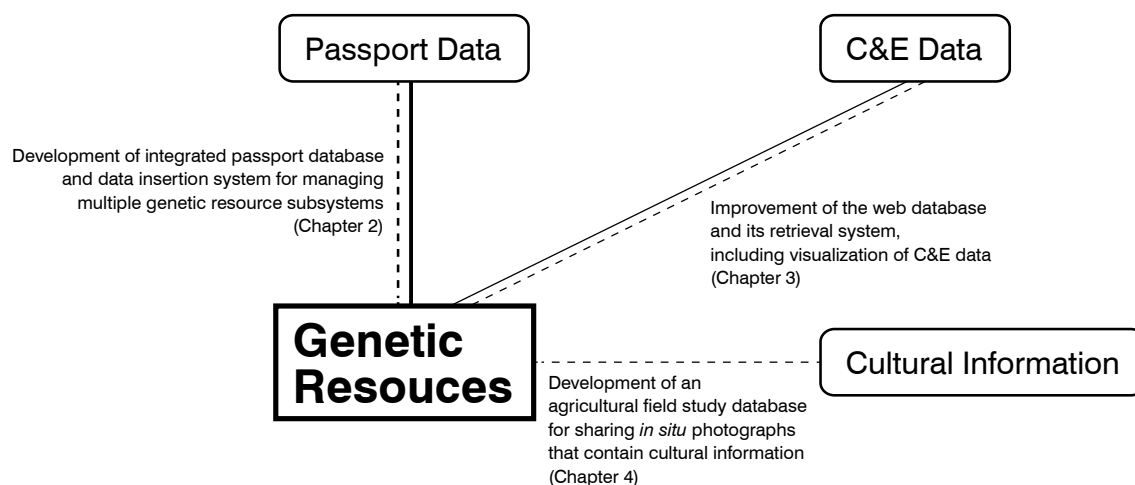 Passport Data
C&E Data
Development of integrated passport database
and data insertion system for managing
multiple genetic resource subsystems
(Chapter 2)
Improvement of the web database
and its retrieval system,
including visualization of C&E data
(Chapter 3)
Genetic
Resouces
Cultural Information
Development of an
agricultural field study database
for sharing in situ photographs
that contain cultural information
(Chapter 4)